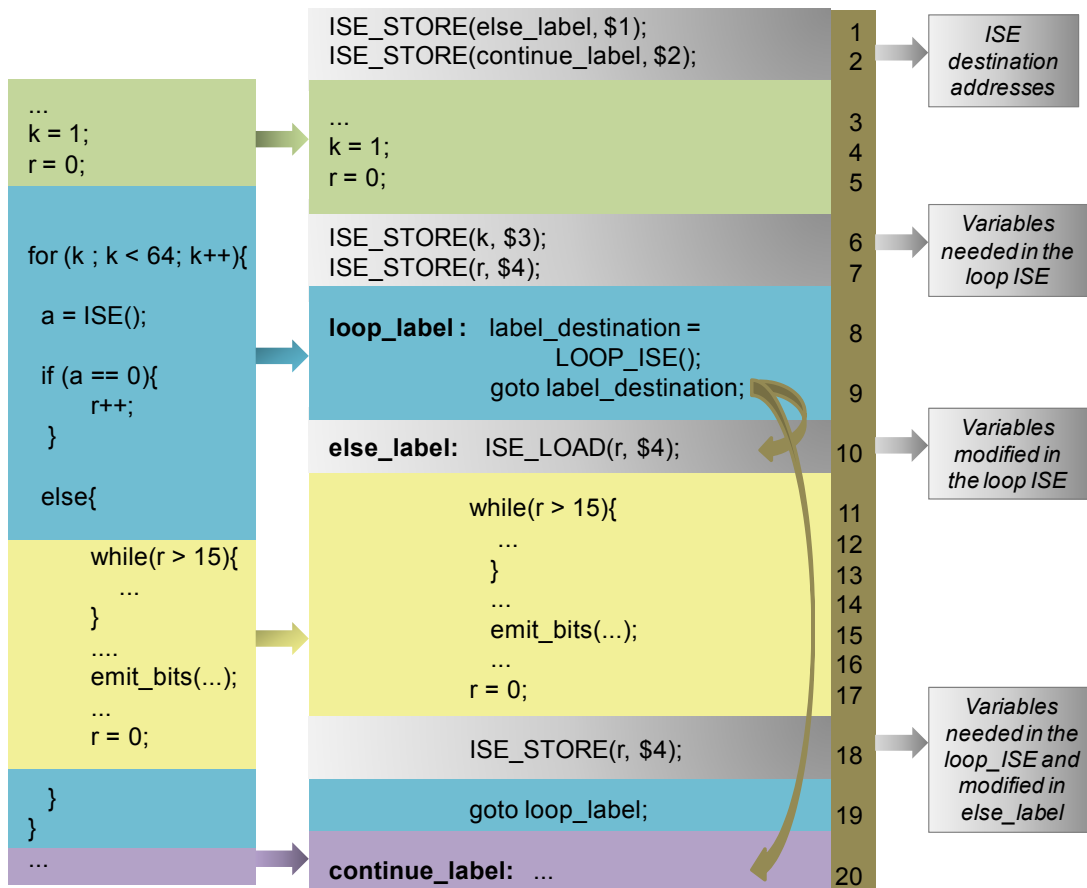 ...
k = 1;
r = 0;
for (k ; k < 64; k++){
a = ISE();
if (a == 0){
r++;
}
else{
while(r > 15){
...
}
....
emit_bits(...);
...
r = 0;
}
}
...
ISE_STORE(else_label, $1);
ISE_STORE(continue_label, $2);
...
k = 1;
r = 0;
ISE_STORE(k, $3);
ISE_STORE(r, $4);
loop_label : label_destination =
LOOP_ISE();
goto label_destination;
else_label: ISE_LOAD(r, $4);
while(r > 15){
...
}
...
emit_bits(...);
...
r = 0;
ISE_STORE(r, $4);
goto loop_label;
continue_label: ...
1
2
3
4
5
6
7
8
9
10
11
12
13
14
15
16
17
18
19
20
ISE
destination
addresses
Variables
needed in the
loop ISE
Variables
modified in
the loop ISE
Variables
needed in the
loop_ISE and
modified in
else_label